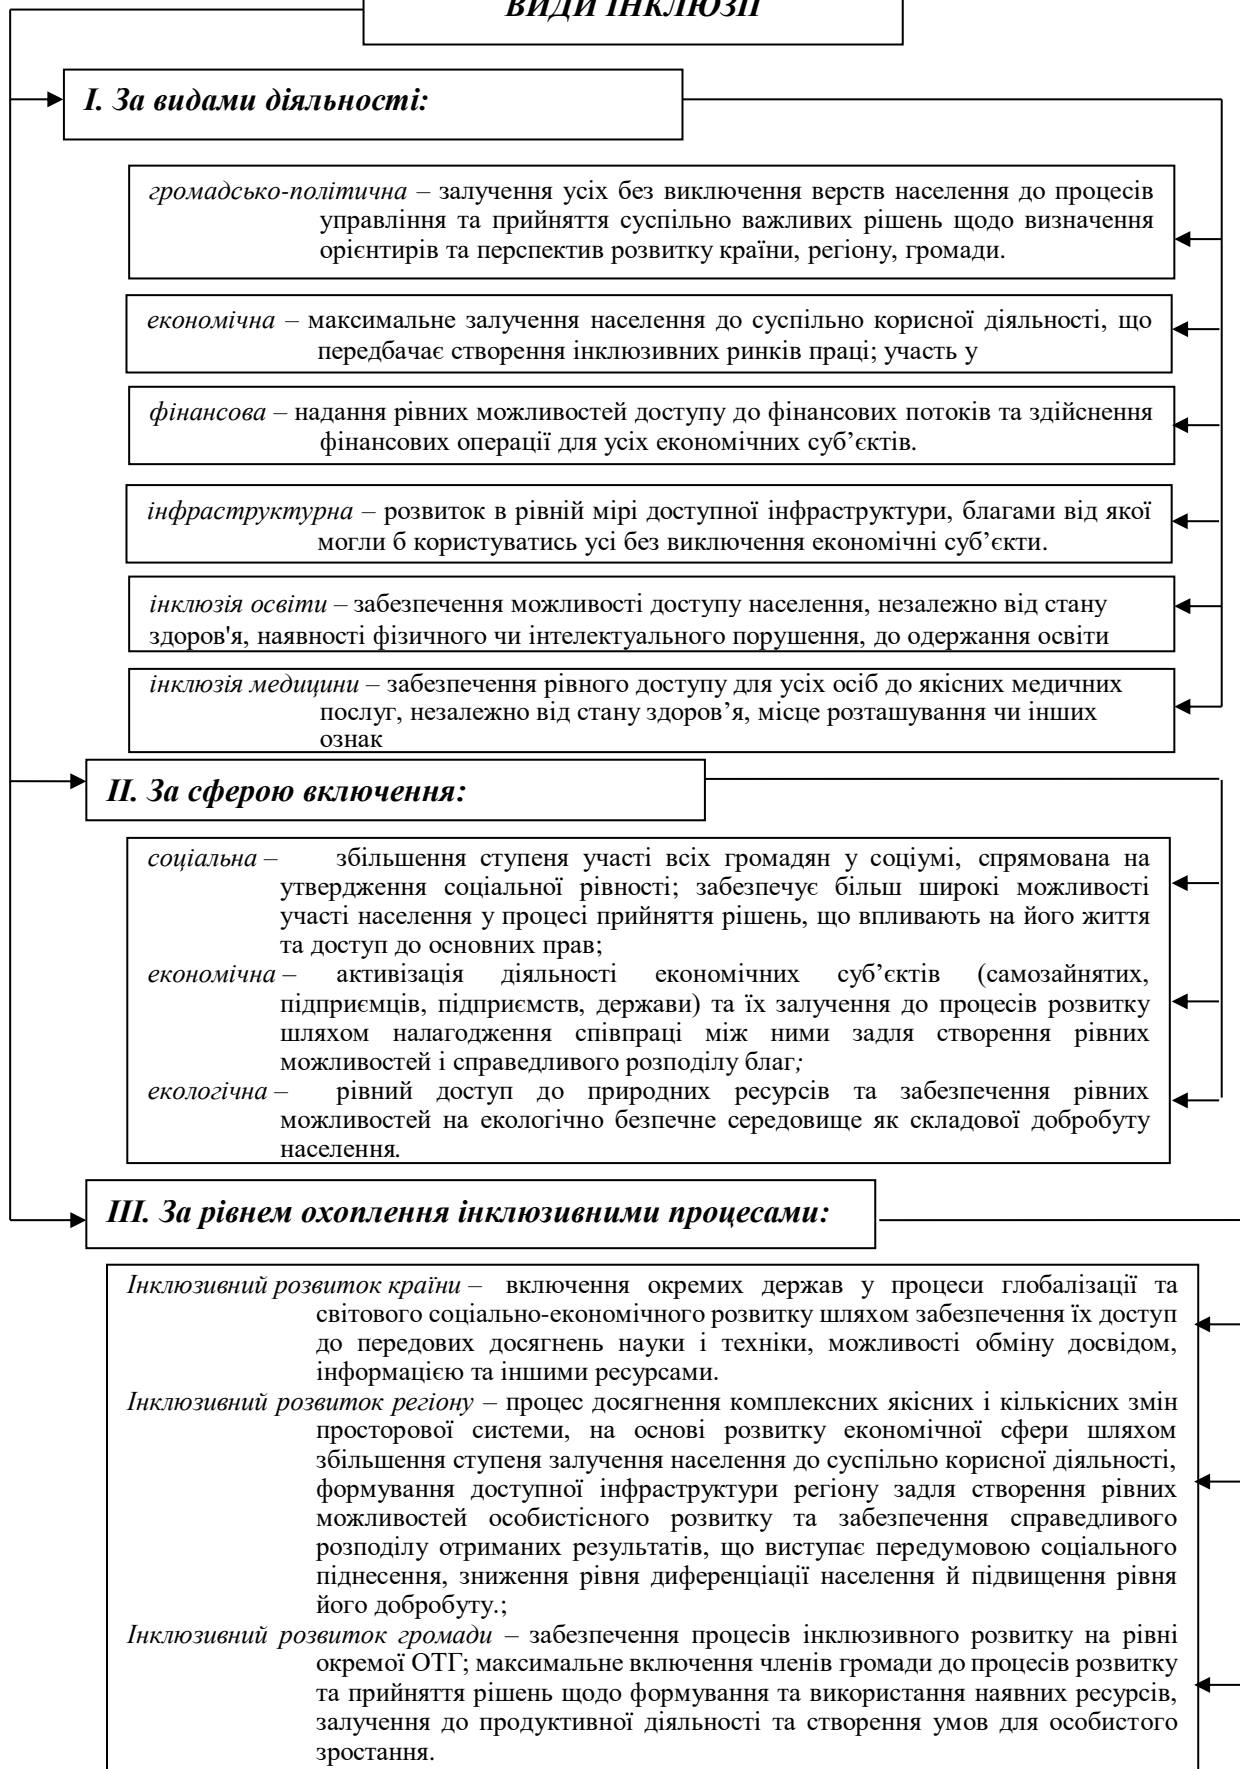 ВИДИ ІНКЛЮЗІЇ
І. За видами діяльності:
громадсько-політична – залучення усіх без виключення верств населення до процесів
управління та прийняття суспільно важливих рішень щодо визначення
орієнтирів та перспектив розвитку країни, регіону, громади.
економічна – максимальне залучення населення до суспільно корисної діяльності, що
передбачає створення інклюзивних ринків праці; участь у
фінансова – надання рівних можливостей доступу до фінансових потоків та здійснення
фінансових операції для усіх економічних суб’єктів.
інфраструктурна – розвиток в рівній мірі доступної інфраструктури, благами від якої
могли б користуватись усі без виключення економічні суб’єкти.
інклюзія освіти – забезпечення можливості доступу населення, незалежно від стану
здоров'я, наявності фізичного чи інтелектуального порушення, до одержання освіти
інклюзія медицини – забезпечення рівного доступу для усіх осіб до якісних медичних
послуг, незалежно від стану здоров’я, місце розташування чи інших
ознак
ІІ. За сферою включення:
соціальна – збільшення ступеня участі всіх громадян у соціумі, спрямована на
утвердження соціальної рівності; забезпечує більш широкі можливості
участі населення у процесі прийняття рішень, що впливають на його життя
та доступ до основних прав;
економічна – активізація діяльності економічних суб’єктів (самозайнятих,
підприємців, підприємств, держави) та їх залучення до процесів розвитку
шляхом налагодження співпраці між ними задля створення рівних
можливостей і справедливого розподілу благ;
екологічна – рівний доступ до природних ресурсів та забезпечення рівних
можливостей на екологічно безпечне середовище як складової добробуту
населення.
ІІІ. За рівнем охоплення інклюзивними процесами:
Інклюзивний розвиток країни – включення окремих держав у процеси глобалізації та
світового соціально-економічного розвитку шляхом забезпечення їх доступ
до передових досягнень науки і техніки, можливості обміну досвідом,
інформацією та іншими ресурсами.
Інклюзивний розвиток регіону – процес досягнення комплексних якісних і кількісних змін
просторової системи, на основі розвитку економічної сфери шляхом
збільшення ступеня залучення населення до суспільно корисної діяльності,
формування доступної інфраструктури регіону задля створення рівних
можливостей особистісного розвитку та забезпечення справедливого
розподілу отриманих результатів, що виступає передумовою соціального
піднесення, зниження рівня диференціації населення й підвищення рівня
його добробуту.;
Інклюзивний розвиток громади – забезпечення процесів інклюзивного розвитку на рівні
окремої ОТГ; максимальне включення членів громади до процесів розвитку
та прийняття рішень щодо формування та використання наявних ресурсів,
залучення до продуктивної діяльності та створення умов для особистого
зростання.